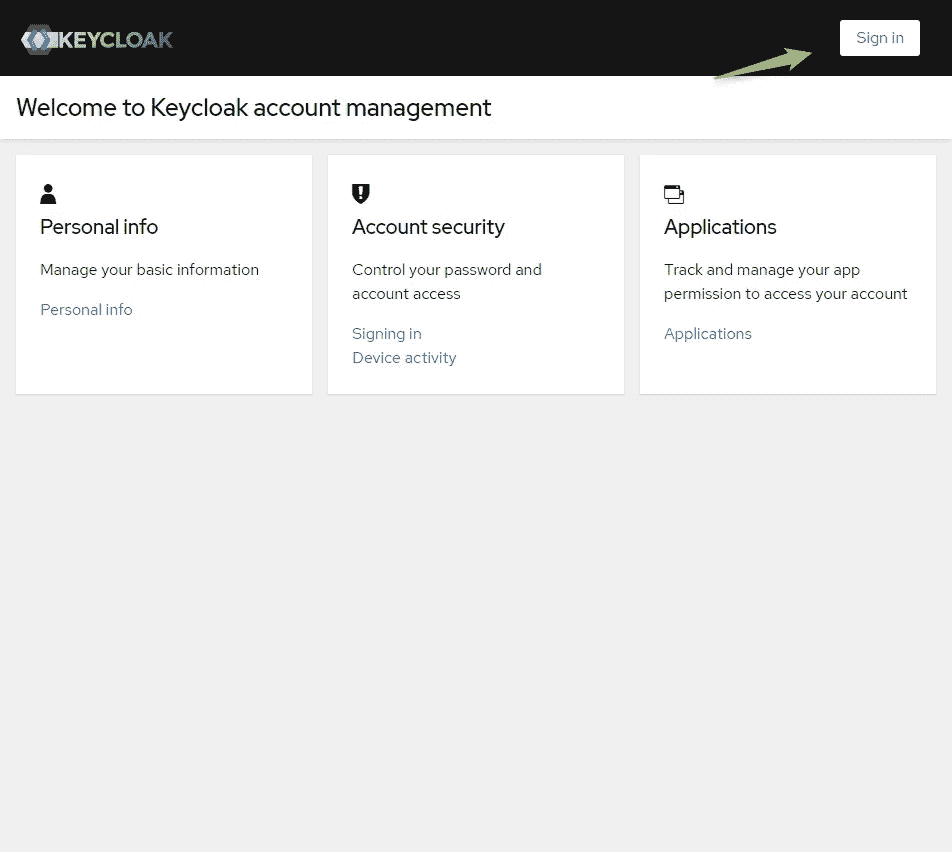 KEYCLOAK
Sign in
Welcome to Keycloak account management
Personal info
Manage your basic information
Personal info
Account security
Control your password and
account access
Signing in
Device activity
Applications
Track and manage your app
permission to access your account
Applications